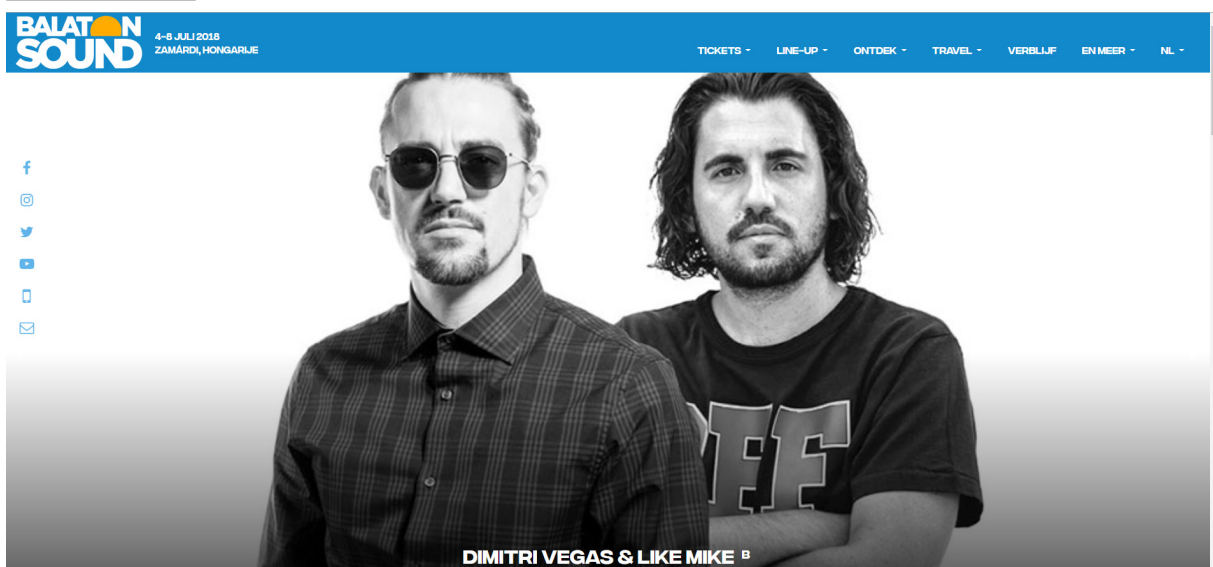 BALATON
SOUND
4-8 JULI 2018
ZAMÁRDI, HONGARIJE
TICKETS
LINE-UP
ONTDEK
TRAVEL
VERBLIJF
EN MEER
NL
FF
DIMITRI VEGAS & LIKE MIKE B